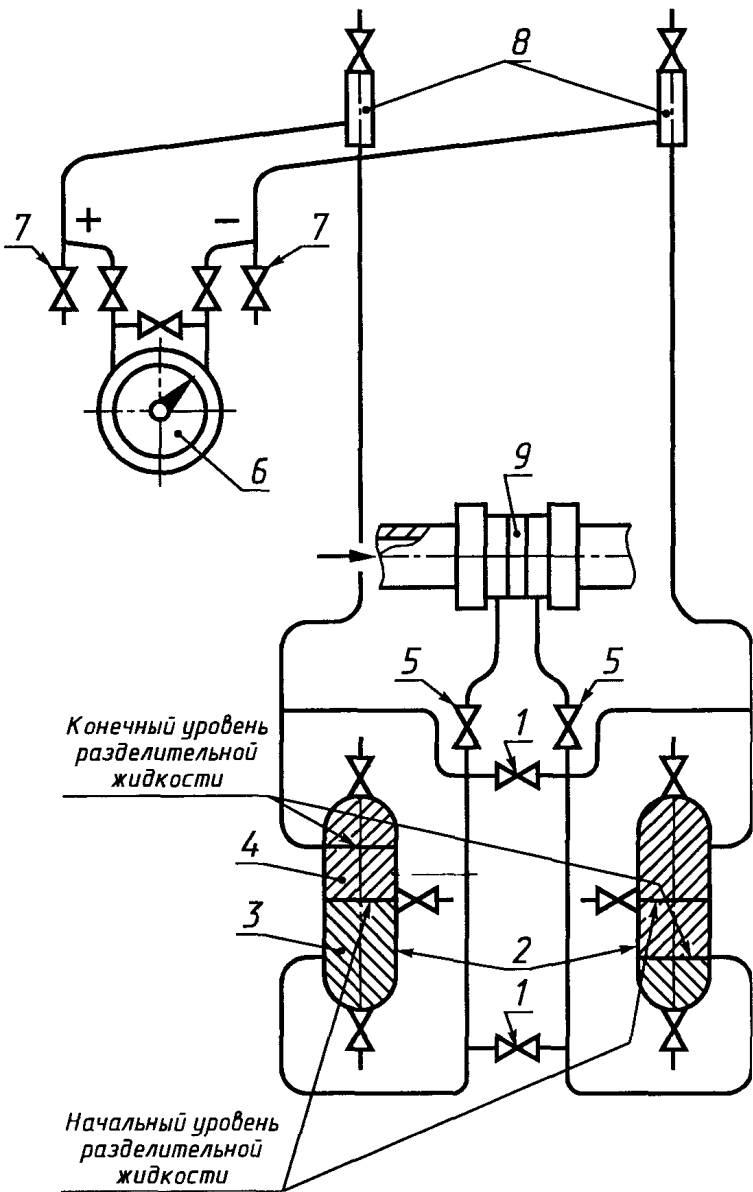 8
7
+
−
7
6
9
5
5
Конечный уровень
разделительной
жидкости
1
4
3
2
1
Начальный уровень
разделительной
жидкости